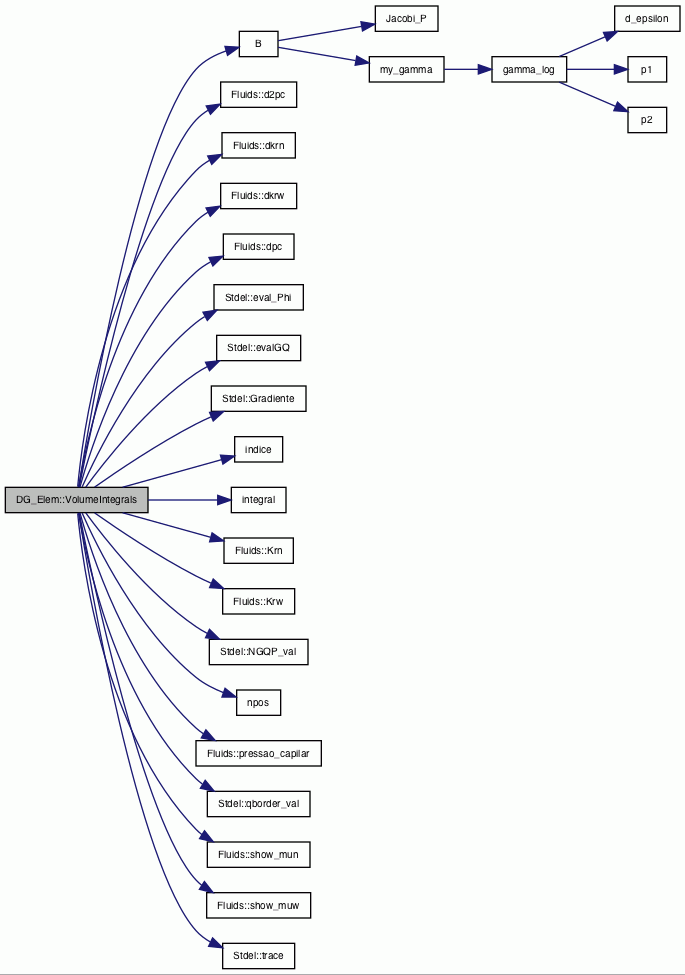 Jacobi_P
d_epsilon
B
my_gamma
gamma_log
p1
Fluids::d2pc
p2
Fluids::dkrn
Fluids::dkrw
Fluids::dpc
Stdel::eval_Phi
Stdel::evalGQ
Stdel::Gradiente
indice
DG_Elem::VolumeIntegrals
integral
Fluids::Krn
Fluids::Krw
Stdel::NGQP_val
npos
Fluids::pressao_capilar
Stdel::qborder_val
Fluids::show_mun
Fluids::show_muw
Stdel::trace